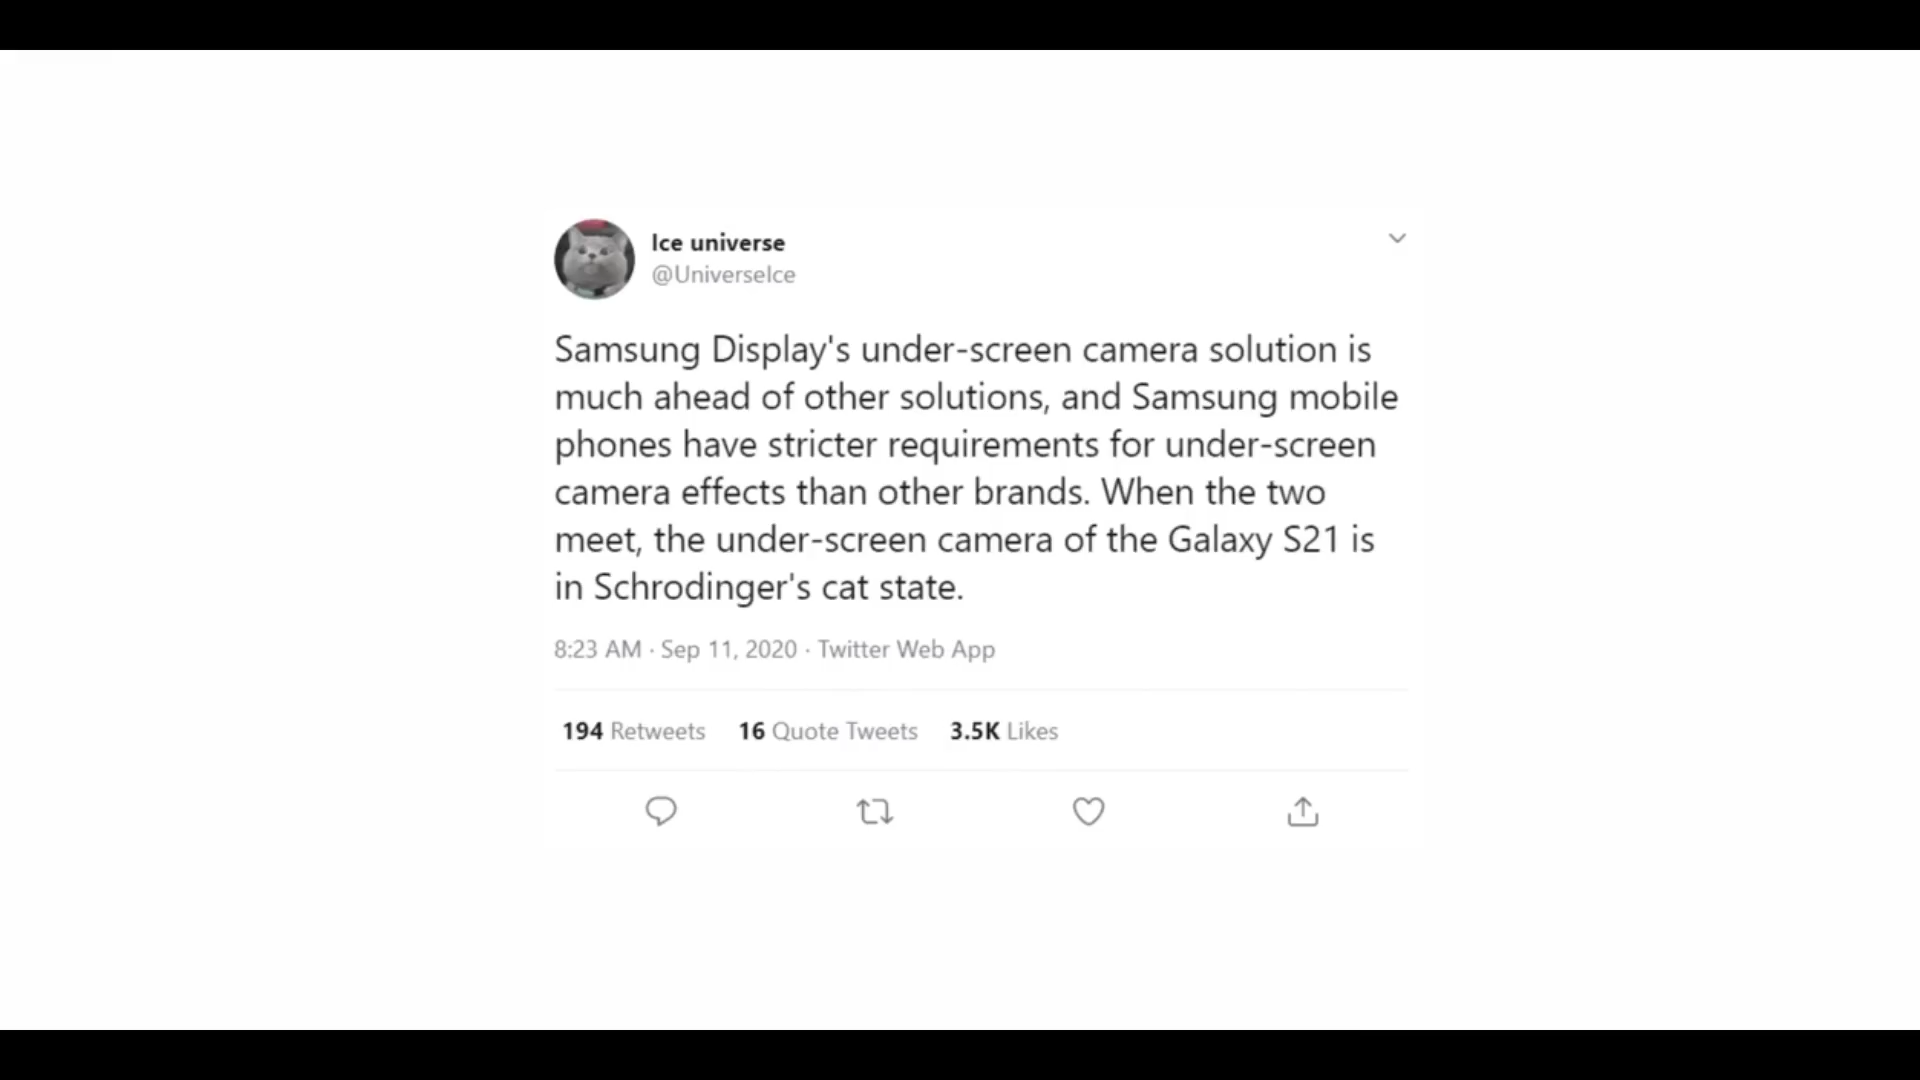 Ice universe
@UniverseIce
Samsung Display's under-screen camera solution is
much ahead of other solutions, and Samsung mobile
phones have stricter requirements for under-screen
camera effects than other brands. When the two
meet, the under-screen camera of the Galaxy S21 is
in Schrodinger's cat state.
8:23 AM · Sep 11, 2020 · Twitter Web App
194 Retweets 16 Quote Tweets 3.5K Likes